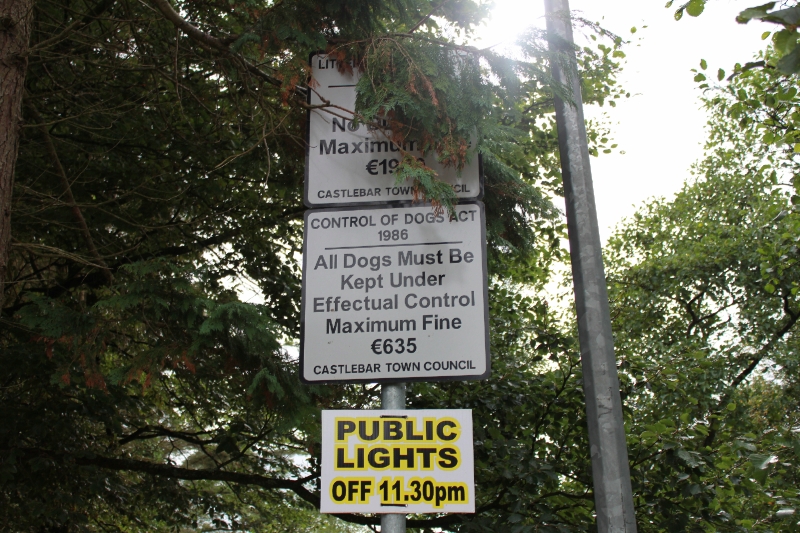 No
Maximum
CASTLEBAR TOWN COUNCIL
CONTROL OF DOGS ACT
1986
All Dogs Must Be
Kept Under
Effectual Control
Maximum Fine
€635
CASTLEBAR TOWN COUNCIL
PUBLIC
LIGHTS
OFF 11.30pm